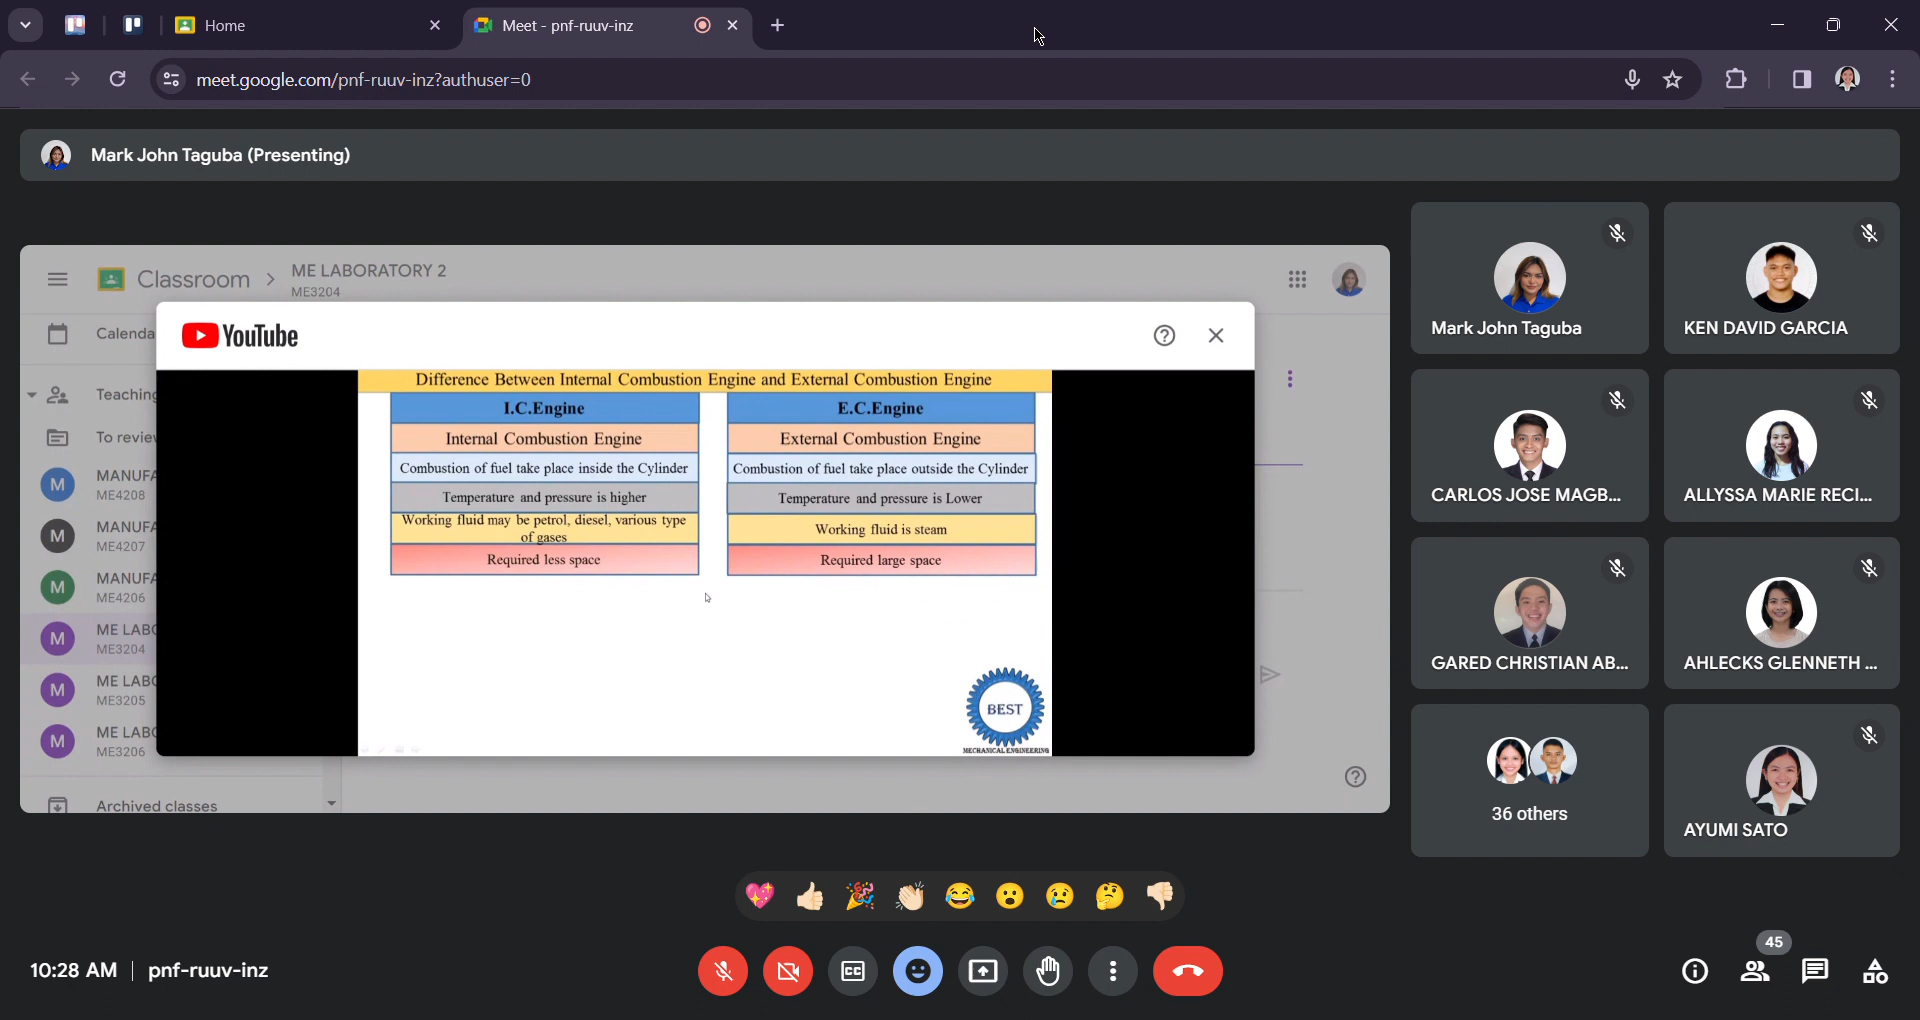 Home
Meet - pnf-ruuv-inz
meet.google.com/pnf-ruuv-inz?authuser=0
Mark John Taguba (Presenting)
Classroom
ME LABORATORY 2
ME3204
Calenda
Teaching
To review
MANUFA
ME4208
M
MANUFA
ME4207
M
MANUFA
ME4206
M
ME LABO
ME3204
M
ME LABO
ME3205
M
ME LABO
ME3206
M
Archived classes
YouTube
Difference Between Internal Combustion Engine and External Combustion Engine
I.C.Engine
Internal Combustion Engine
Combustion of fuel take place inside the Cylinder
Temperature and pressure is higher
Working fluid may be petrol, diesel, various type
of gases
Required less space
E.C.Engine
External Combustion Engine
Combustion of fuel take place outside the Cylinder
Temperature and pressure is Lower
Working fluid is steam
Required large space
BEST
MECHANICAL ENGINEERING
Mark John Taguba
KEN DAVID GARCIA
CARLOS JOSE MAGB...
ALLYSSA MARIE RECI...
GARED CHRISTIAN AB...
AHLECKS GLENNETH ...
36 others
AYUMI SATO
10:28 AM
pnf-ruuv-inz
CC
45